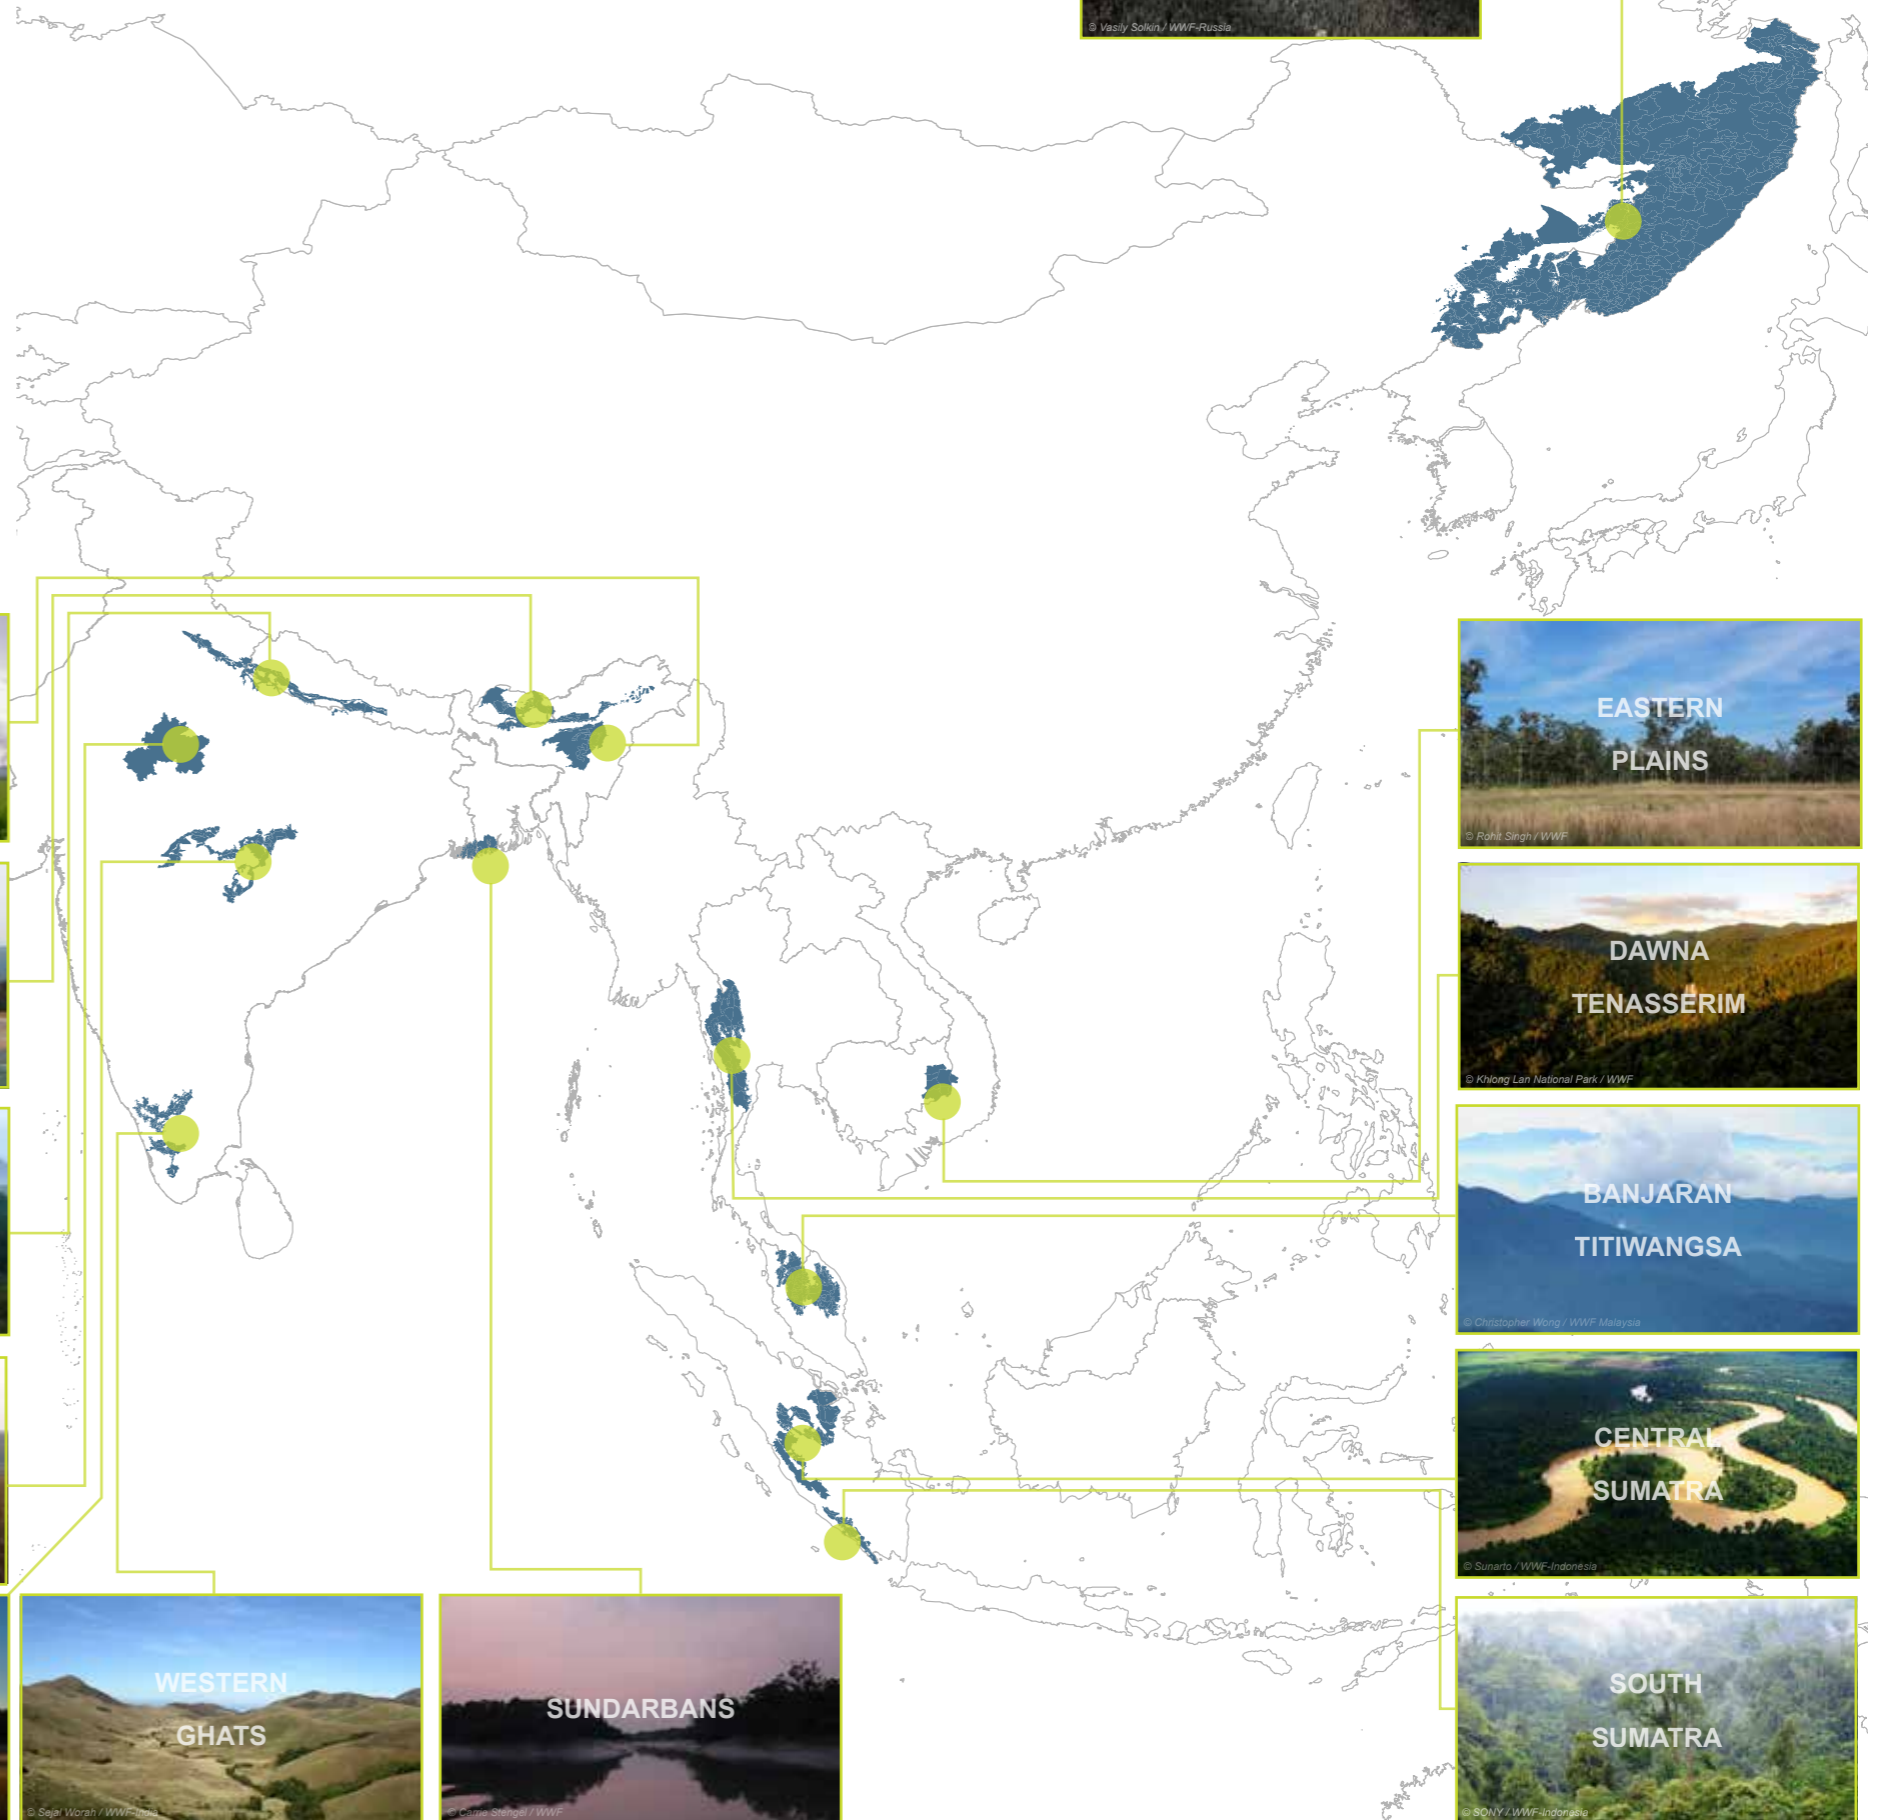 © Vasily Solkin / WWF-Russia
EASTERN
PLAINS
© Rohit Singh / WWF
DAWNA
TENASSERIM
© Khlong Lan National Park / WWF
BANJARAN
TITIWANGSA
© Christopher Wong / WWF Malaysia
CENTRAL
SUMATRA
© Sunarto / WWF-Indonesia
WESTERN
GHATS
© Sejal Worah / WWF-India
SUNDARBANS
© Carrie Stengel / WWF
SOUTH
SUMATRA
© SONY / WWF-Indonesia